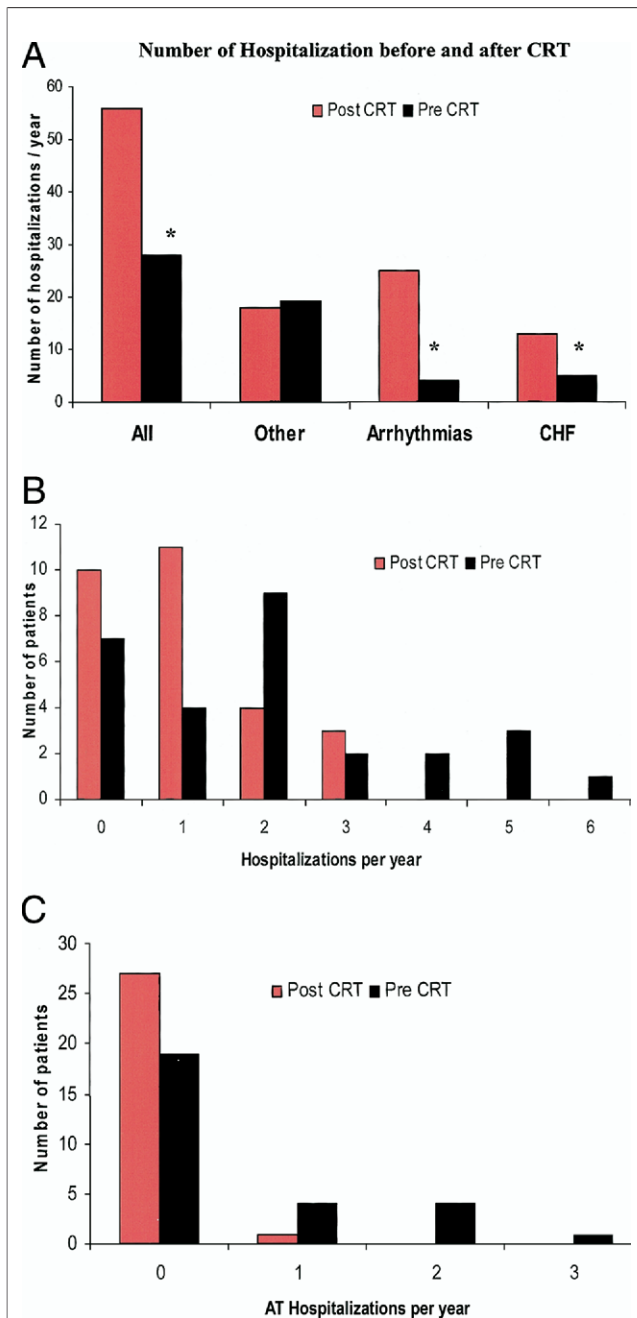 A
Number of Hospitalization before and after CRT
Number of hospitalizations / year
60
50
40
30
20
10
0
Post CRT Pre CRT
*
*
*
All Other Arrhythmias CHF
B
Number of patients
12
10
8
6
4
2
0
Post CRT Pre CRT
0 1 2 3 4 5 6
Hospitalizations per year
C
Number of patients
30
25
20
15
10
5
0
Post CRT Pre CRT
0 1 2 3
AT Hospitalizations per year